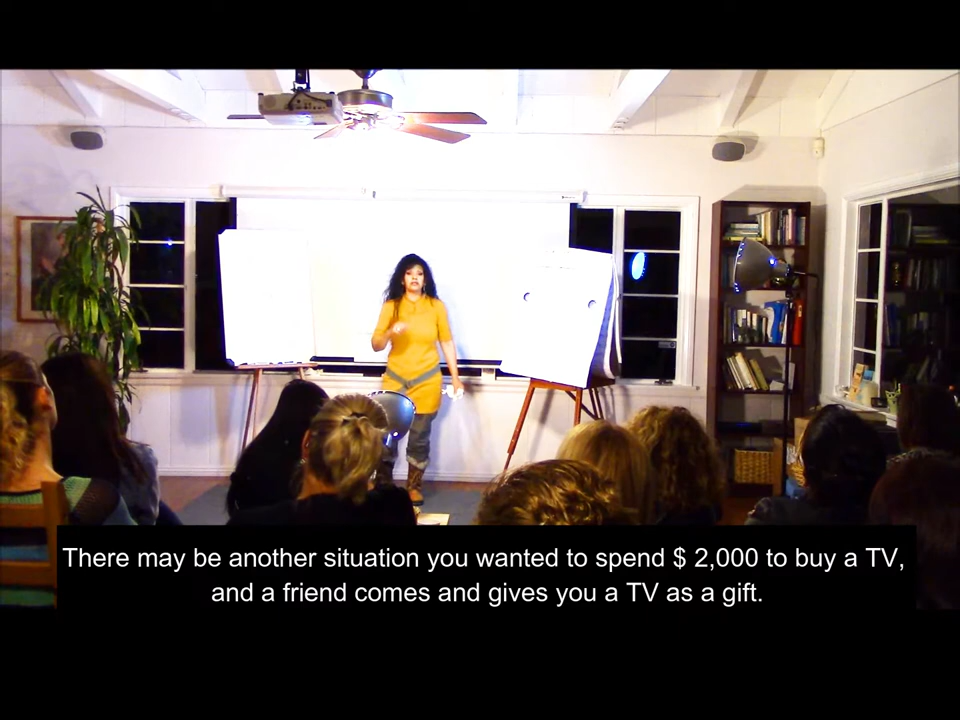 There may be another situation you wanted to spend $ 2,000 to buy a TV,
and a friend comes and gives you a TV as a gift.